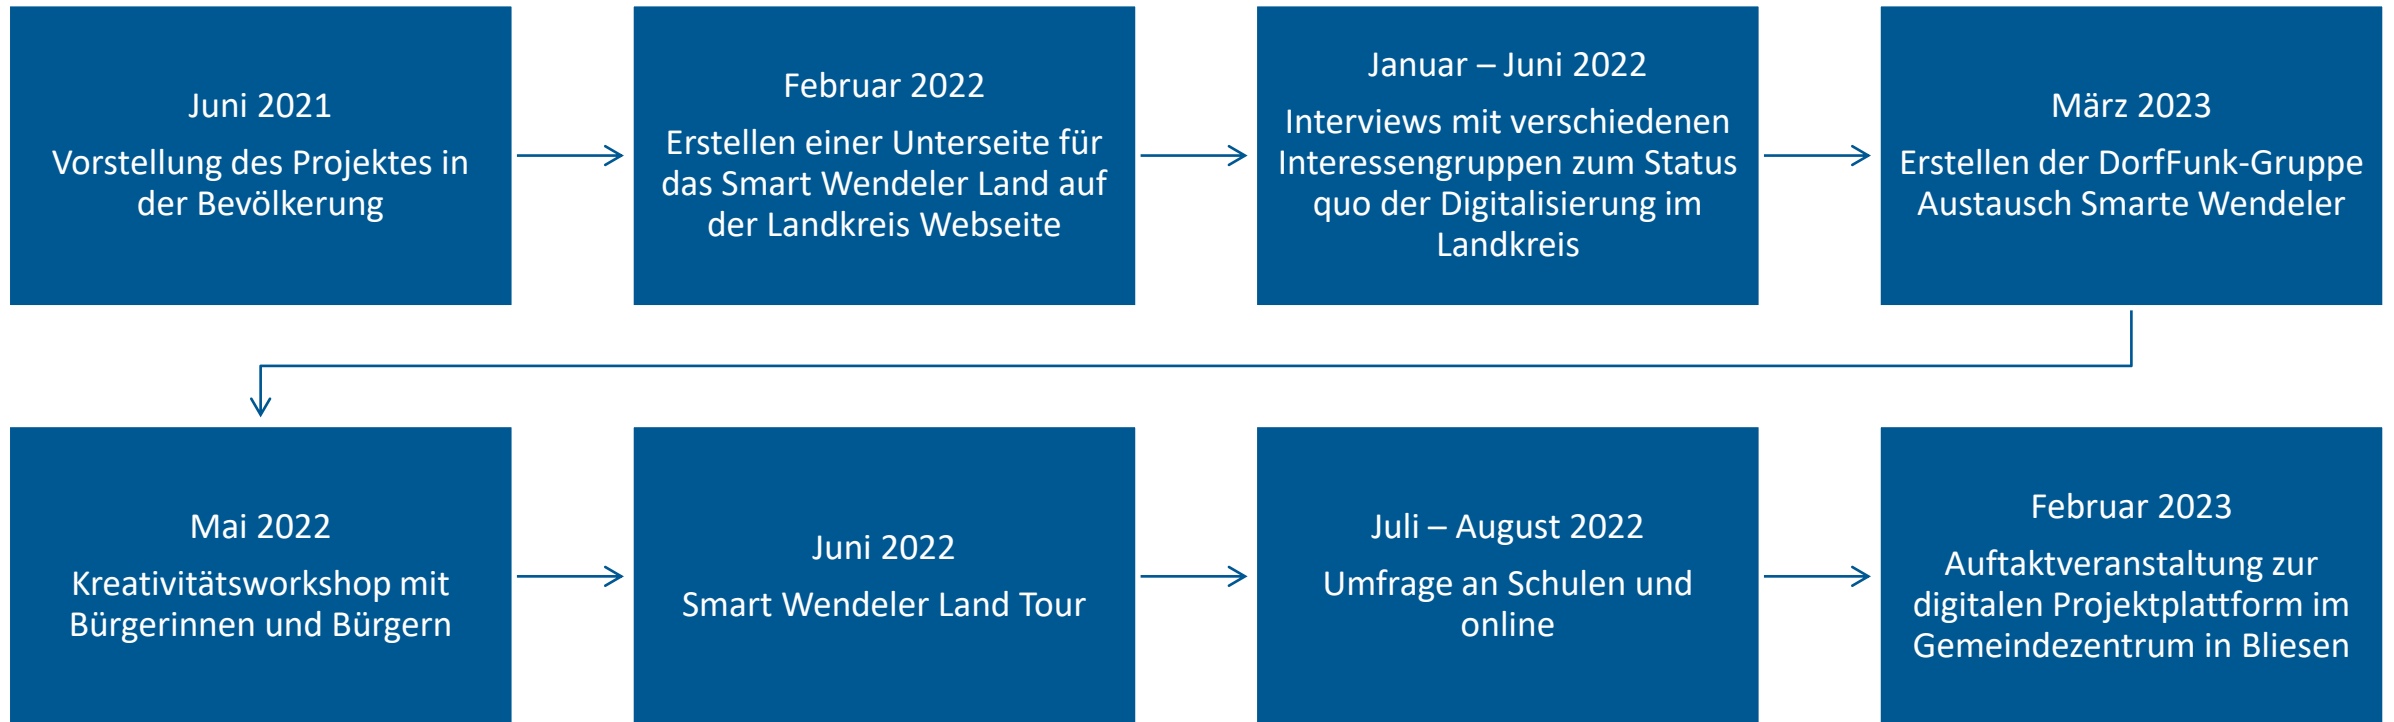 Juni 2021
Vorstellung des Projektes in
der Bevölkerung
Februar 2022
Erstellen einer Unterseite für
das Smart Wendeler Land auf
der Landkreis Webseite
Januar – Juni 2022
Interviews mit verschiedenen
Interessengruppen zum Status
quo der Digitalisierung im
Landkreis
März 2023
Erstellen der DorfFunk-Gruppe
Austausch Smarte Wendeler
Mai 2022
Kreativitätsworkshop mit
Bürgerinnen und Bürgern
Juni 2022
Smart Wendeler Land Tour
Juli – August 2022
Umfrage an Schulen und
online
Februar 2023
Auftaktveranstaltung zur
digitalen Projektplattform im
Gemeindezentrum in Bliesen